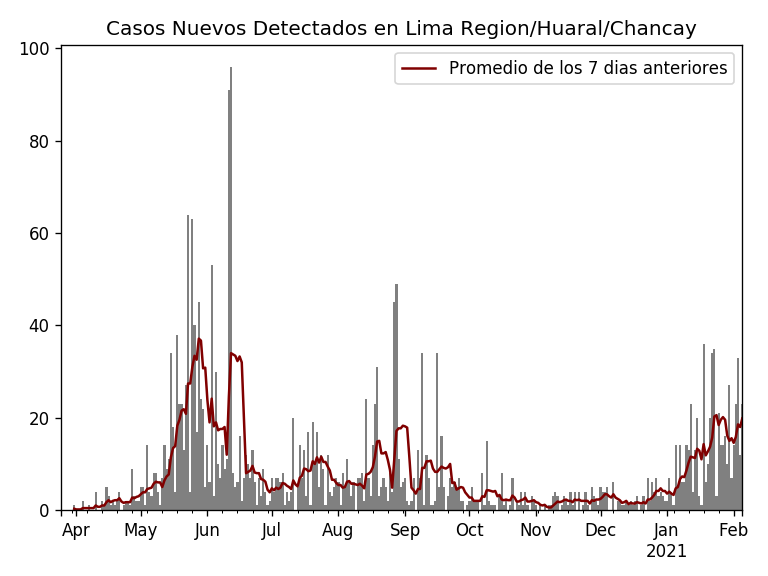 Casos Nuevos Detectados en Lima Region/Huaral/Chancay
Promedio de los 7 dias anteriores
100
80
60
40
20
0
Apr May Jun Jul Aug Sep Oct Nov Dec Jan Feb
2021